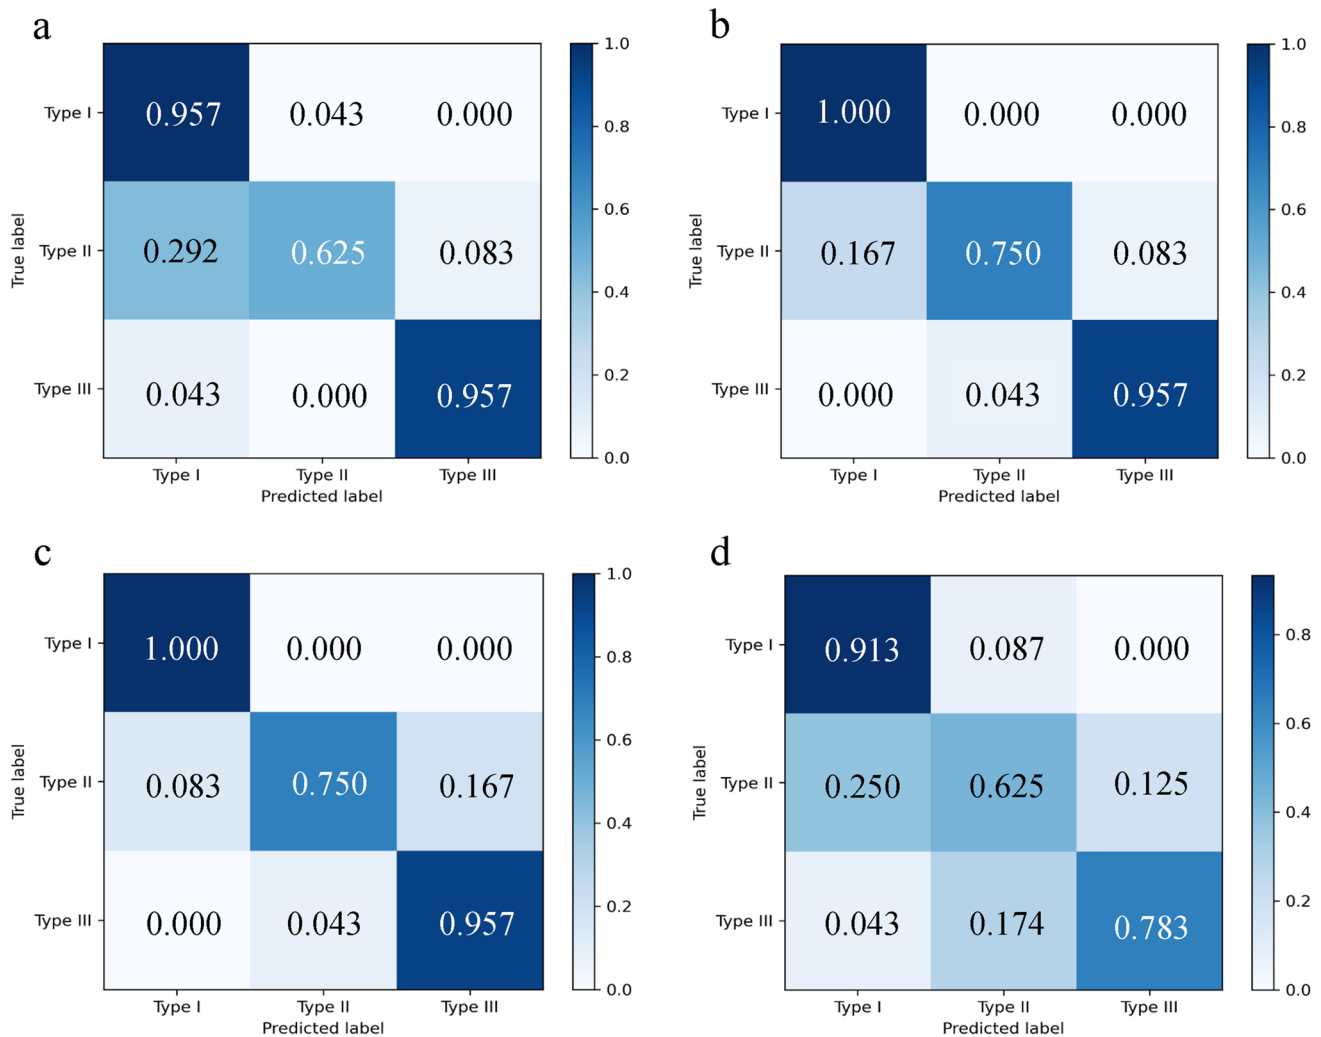 a
b
1.0
0.8
0.6
0.4
0.2
0.0
Type I
Type II
Type III
True label
0.957 0.043 0.000
0.292 0.625 0.083
0.043 0.000 0.957
Type I Type II Type III
Predicted label
1.0
0.8
0.6
0.4
0.2
0.0
Type I
Type II
Type III
True label
1.000 0.000 0.000
0.167 0.750 0.083
0.000 0.043 0.957
Type I Type II Type III
Predicted label
c
d
1.0
0.8
0.6
0.4
0.2
0.0
Type I
Type II
Type III
True label
1.000 0.000 0.000
0.083 0.750 0.167
0.000 0.043 0.957
Type I Type II Type III
Predicted label
0.8
0.6
0.4
0.2
0.0
Type I
Type II
Type III
True label
0.913 0.087 0.000
0.250 0.625 0.125
0.043 0.174 0.783
Type I Type II Type III
Predicted label